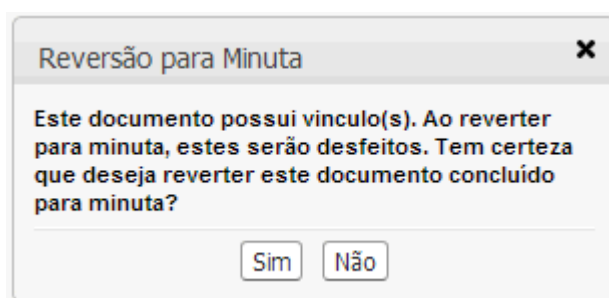 Reversão para Minuta
Este documento possui vinculo(s). Ao reverter
para minuta, estes serão desfeitos. Tem certeza
que deseja reverter este documento concluído
para minuta?
Sim Não